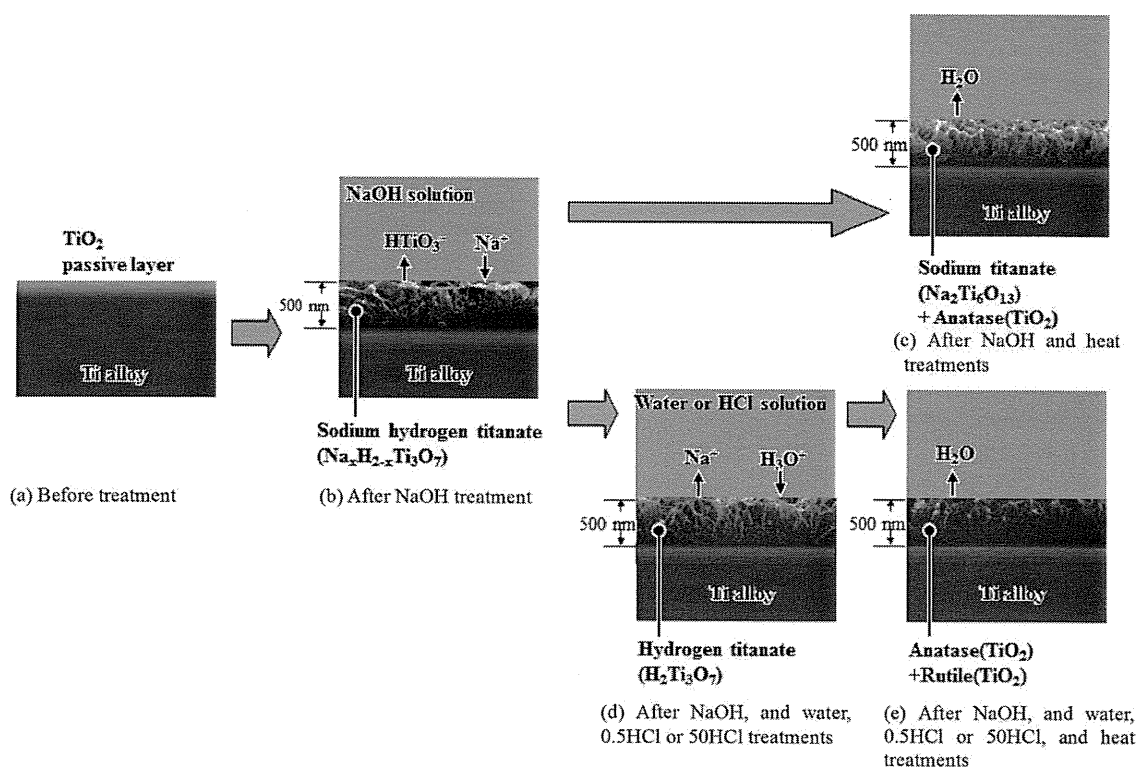 TiO₂
passive layer
Ti alloy
(a) Before treatment
NaOH solution
HTiO₃⁻ Na⁺
500 nm
Ti alloy
Sodium hydrogen titanate
(NaₓH₂₋ₓTi₃O₇)
(b) After NaOH treatment
H₂O
500 nm
Ti alloy
Sodium titanate
(Na₂Ti₆O₁₃)
+ Anatase(TiO₂)
(c) After NaOH and heat
treatments
Water or HCl solution
Na⁺ H₃O⁺
500 nm
Ti alloy
Hydrogen titanate
(H₂Ti₃O₇)
(d) After NaOH, and water,
0.5HCl or 50HCl treatments
H₂O
500 nm
Ti alloy
Anatase(TiO₂)
+Rutile(TiO₂)
(e) After NaOH, and water,
0.5HCl or 50HCl, and heat
treatments